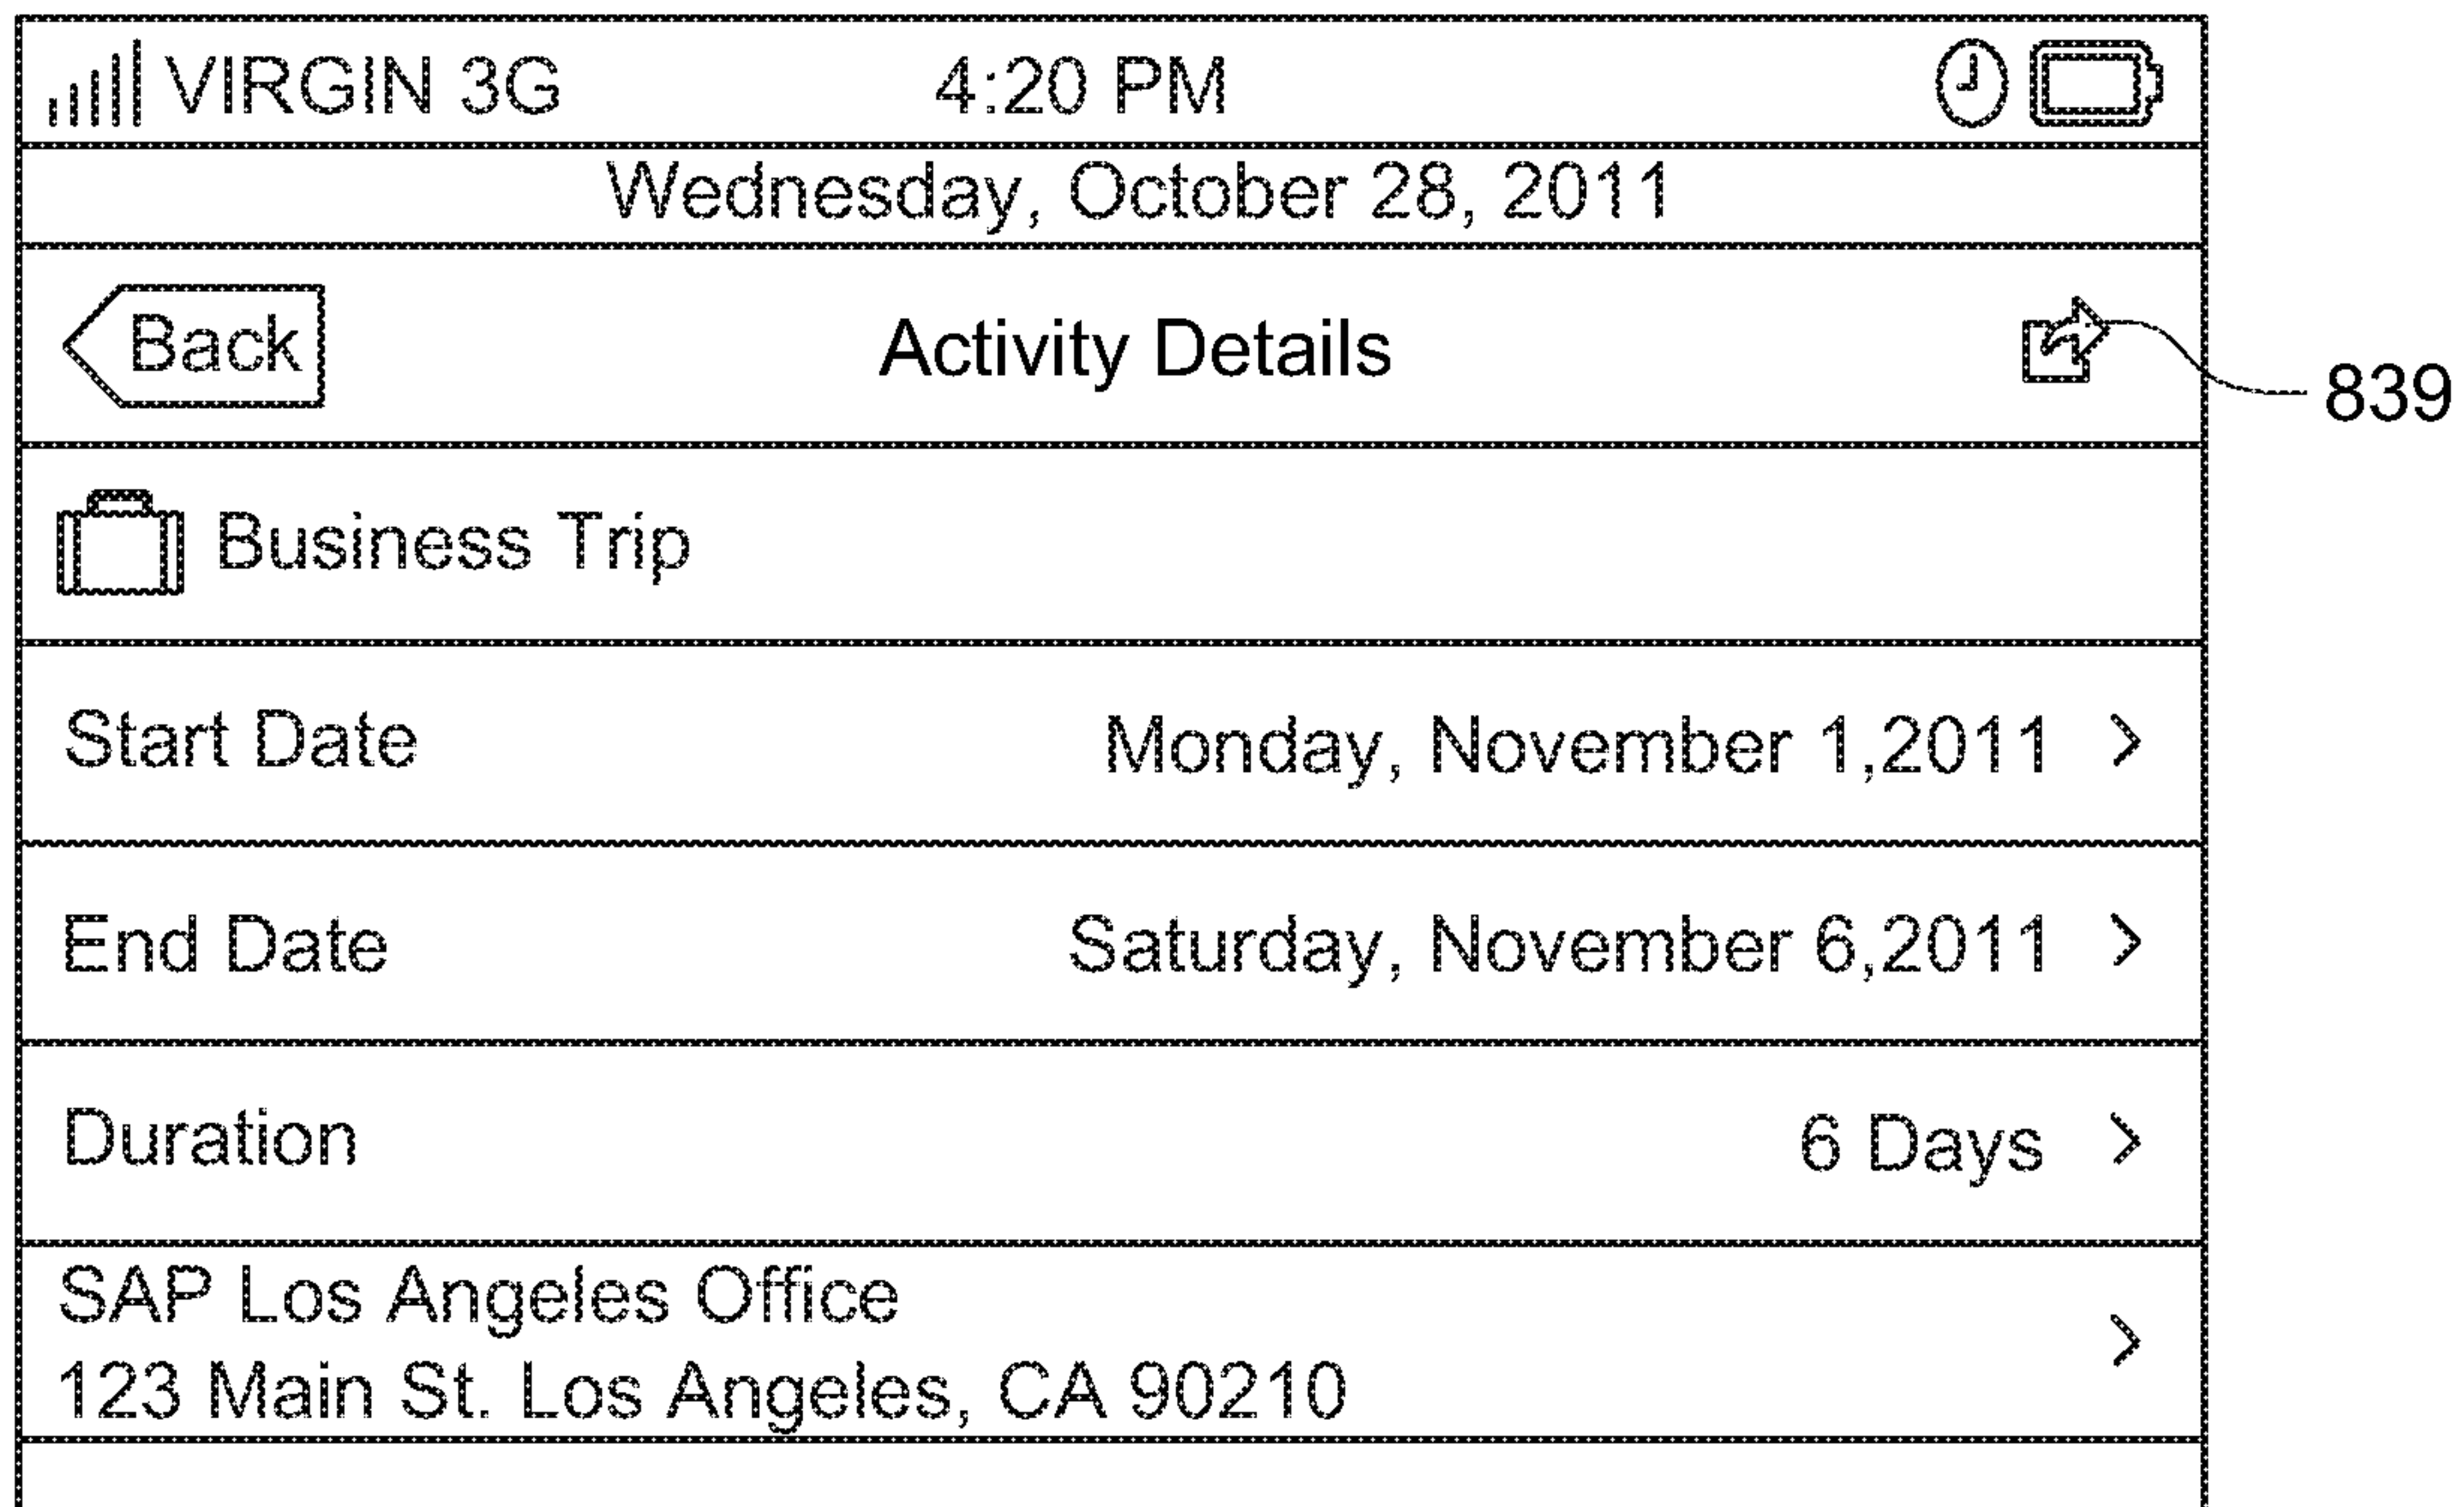 VIRGIN 3G 4:20 PM
Wednesday, October 28, 2011
Back Activity Details
839
Business Trip
Start Date Monday, November 1,2011 >
End Date Saturday, November 6,2011 >
Duration 6 Days >
SAP Los Angeles Office
123 Main St. Los Angeles, CA 90210 >